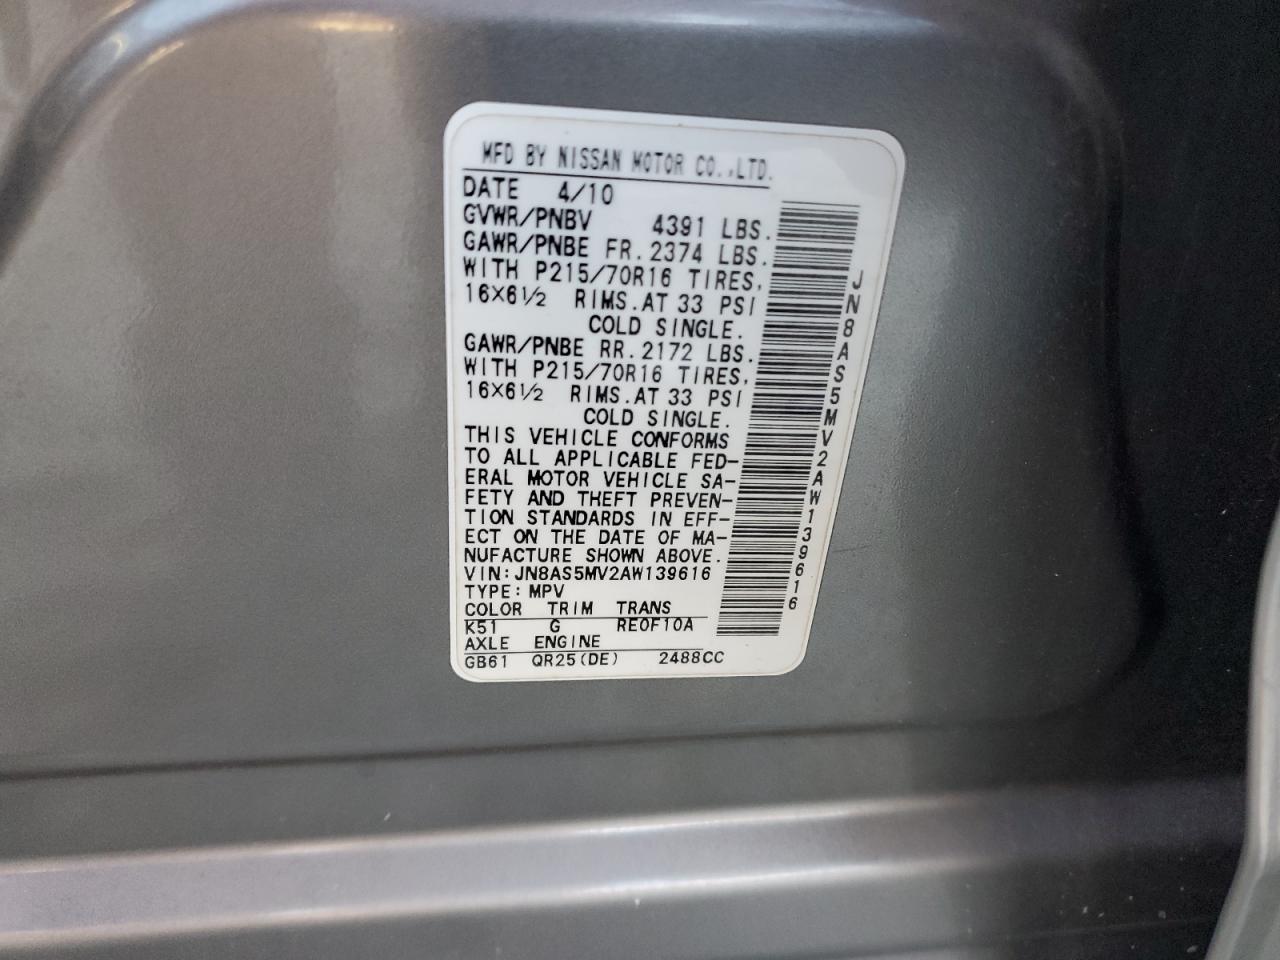 MFD BY NISSAN MOTOR CO.,LTD.
DATE 4/10
GVWR/PNBV 4391 LBS.
GAWR/PNBE FR. 2374 LBS.
WITH P215/70R16 TIRES,
16×6½ RIMS.AT 33 PSI
COLD SINGLE.
GAWR/PNBE RR. 2172 LBS.
WITH P215/70R16 TIRES,
16×6½ RIMS.AT 33 PSI
COLD SINGLE.
THIS VEHICLE CONFORMS
TO ALL APPLICABLE FED-
ERAL MOTOR VEHICLE SA-
FETY AND THEFT PREVEN-
TION STANDARDS IN EFF-
ECT ON THE DATE OF MA-
NUFACTURE SHOWN ABOVE.
VIN:JN8AS5MV2AW139616
TYPE:MPV
COLOR TRIM TRANS
K51 G RE0F10A
AXLE ENGINE
GB61 QR25(DE) 2488CC
JN8AS5MV2AW139616